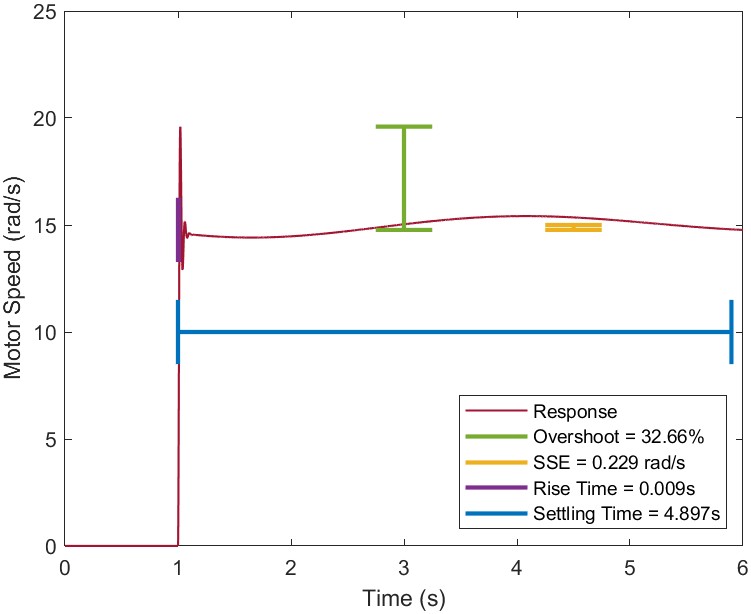 25
20
15
10
5
0
Motor Speed (rad/s)
Response
Overshoot = 32.66%
SSE = 0.229 rad/s
Rise Time = 0.009s
Settling Time = 4.897s
0 1 2 3 4 5 6
Time (s)